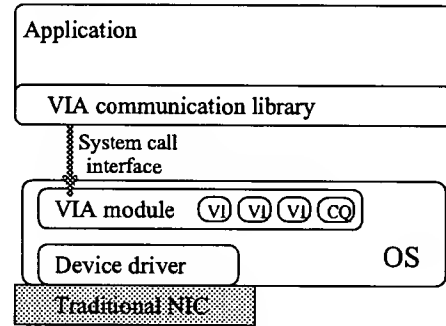 Application
VIA communication library
System call
interface
VIA module VI VI VI CQ
Device driver
OS
Traditional NIC